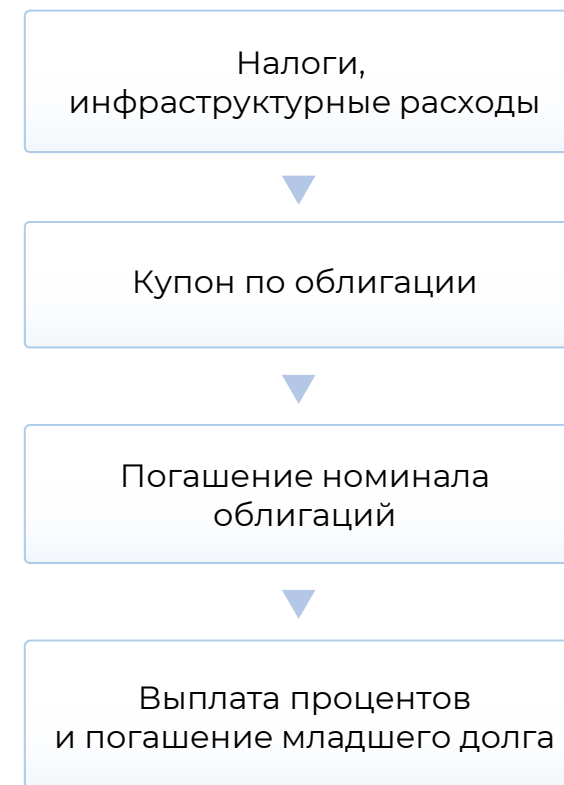 Налоги,
инфраструктурные расходы
Купон по облигации
Погашение номинала
облигаций
Выплата процентов
и погашение младшего долга